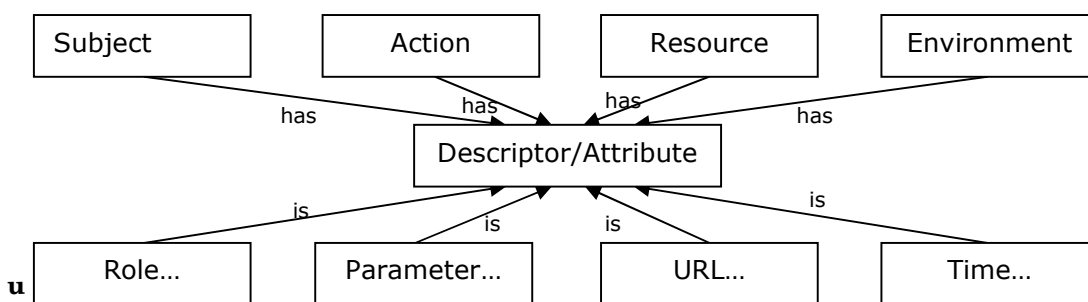 Subject Action Resource Environment
has has has has
Descriptor/Attribute
is is is is
u Role… Parameter… URL… Time…